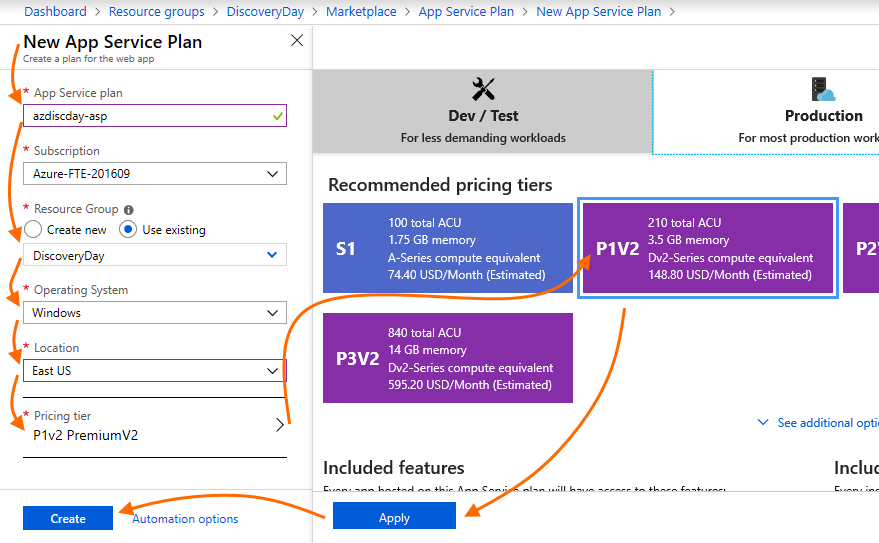 Dashboard > Resource groups > DiscoveryDay > Marketplace > App Service Plan > New App Service Plan >
New App Service Plan
Create a plan for the web app
* App Service plan
azdiscday-asp
* Subscription
Azure-FTE-201609
* Resource Group
Create new Use existing
DiscoveryDay
* Operating System
Windows
* Location
East US
* Pricing tier
P1v2 PremiumV2
Create Automation options
Dev / Test
For less demanding workloads
Production
For most production work
Recommended pricing tiers
S1
100 total ACU
1.75 GB memory
A-Series compute equivalent
74.40 USD/Month (Estimated)
P1V2
210 total ACU
3.5 GB memory
Dv2-Series compute equivalent
148.80 USD/Month (Estimated)
P2V
P3V2
840 total ACU
14 GB memory
Dv2-Series compute equivalent
595.20 USD/Month (Estimated)
See additional opti
Included features
Every app hosted on this App Service plan will have access to these features:
Includ
Every in
Apply